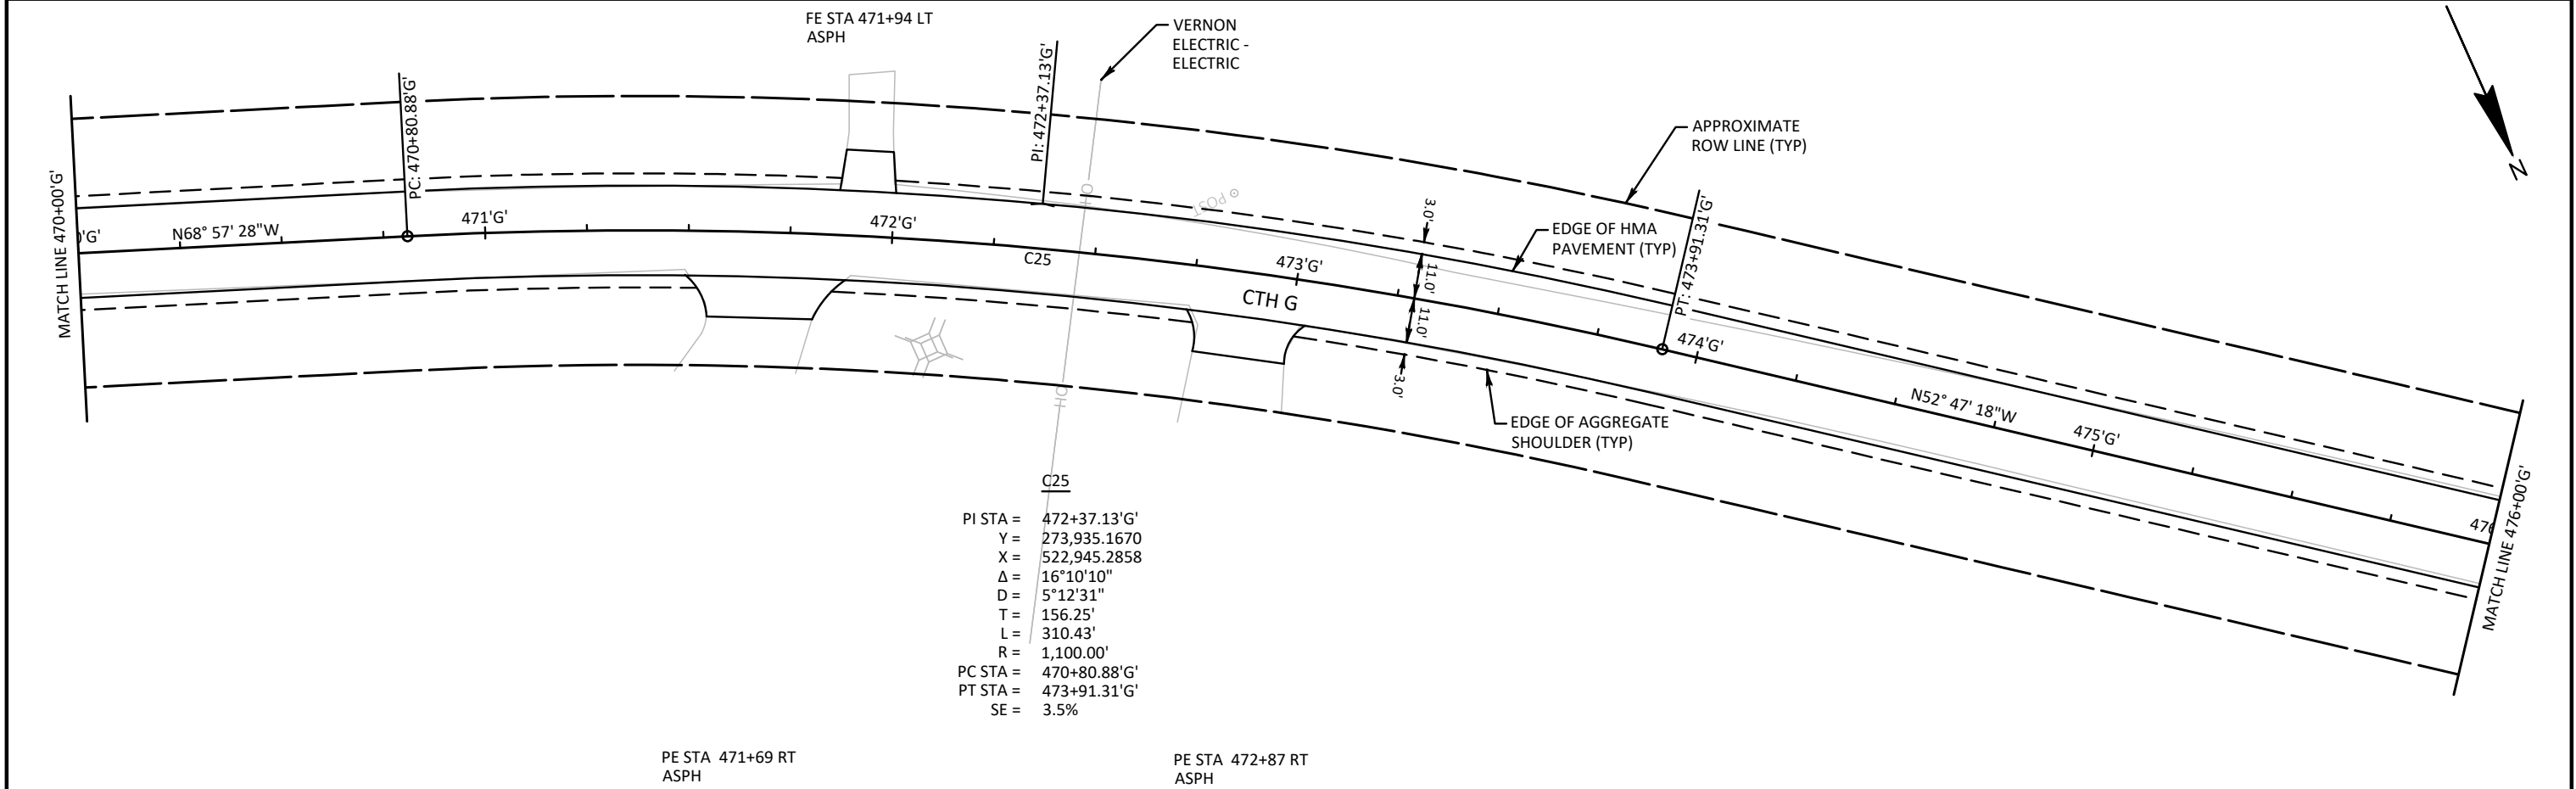 FE STA 471+94 LT
ASPH
VERNON
ELECTRIC -
ELECTRIC
PC: 470+80.88'G'
PI: 472+37.13'G'
APPROXIMATE
ROW LINE (TYP)
N
MATCH LINE 470+00'G'
0'G'
N68° 57' 28"W
471'G'
472'G'
OH
POST
3.0'
EDGE OF HMA
PAVEMENT (TYP)
PT: 473+91.31'G'
C25
473'G'
11.0'
CTH G
11.0'
474'G'
3.0'
OH
N52° 47' 18"W
EDGE OF AGGREGATE
SHOULDER (TYP)
475'G'
476
MATCH LINE 476+00'G'
C25
PI STA = 472+37.13'G'
Y = 273,935.1670
X = 522,945.2858
Δ = 16°10'10"
D = 5°12'31"
T = 156.25'
L = 310.43'
R = 1,100.00'
PC STA = 470+80.88'G'
PT STA = 473+91.31'G'
SE = 3.5%
PE STA 471+69 RT
ASPH
PE STA 472+87 RT
ASPH